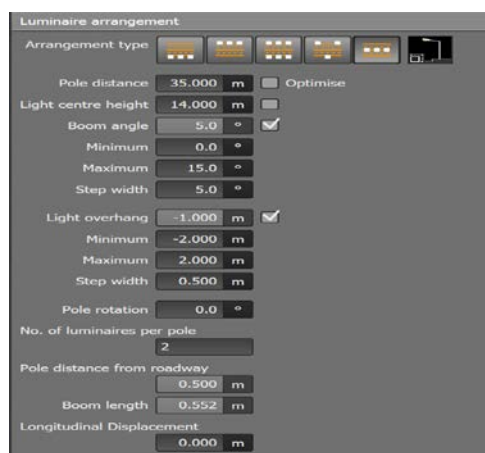 Luminaire arrangement
Arrangement type
Pole distance 35.000 m Optimise
Light centre height 14.000 m
Boom angle 5.0 °
Minimum 0.0 °
Maximum 15.0 °
Step width 5.0 °
Light overhang -1.000 m
Minimum -2.000 m
Maximum 2.000 m
Step width 0.500 m
Pole rotation 0.0 °
No. of luminaires per pole
2
Pole distance from roadway
0.500 m
Boom length 0.552 m
Longitudinal Displacement
0.000 m